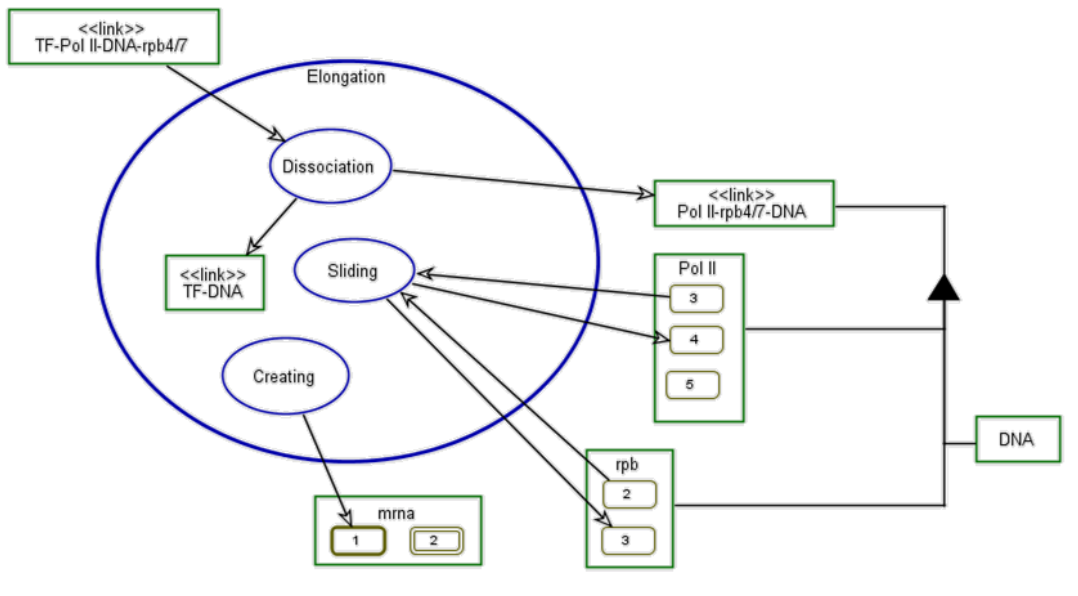 <<link>>
TF-Pol II-DNA-rpb4/7
Elongation
Dissociation
<<link>>
Pol II-rpb4/7-DNA
<<link>>
TF-DNA
Sliding
Pol II
3
4
5
Creating
DNA
rpb
2
3
mrna
1
2